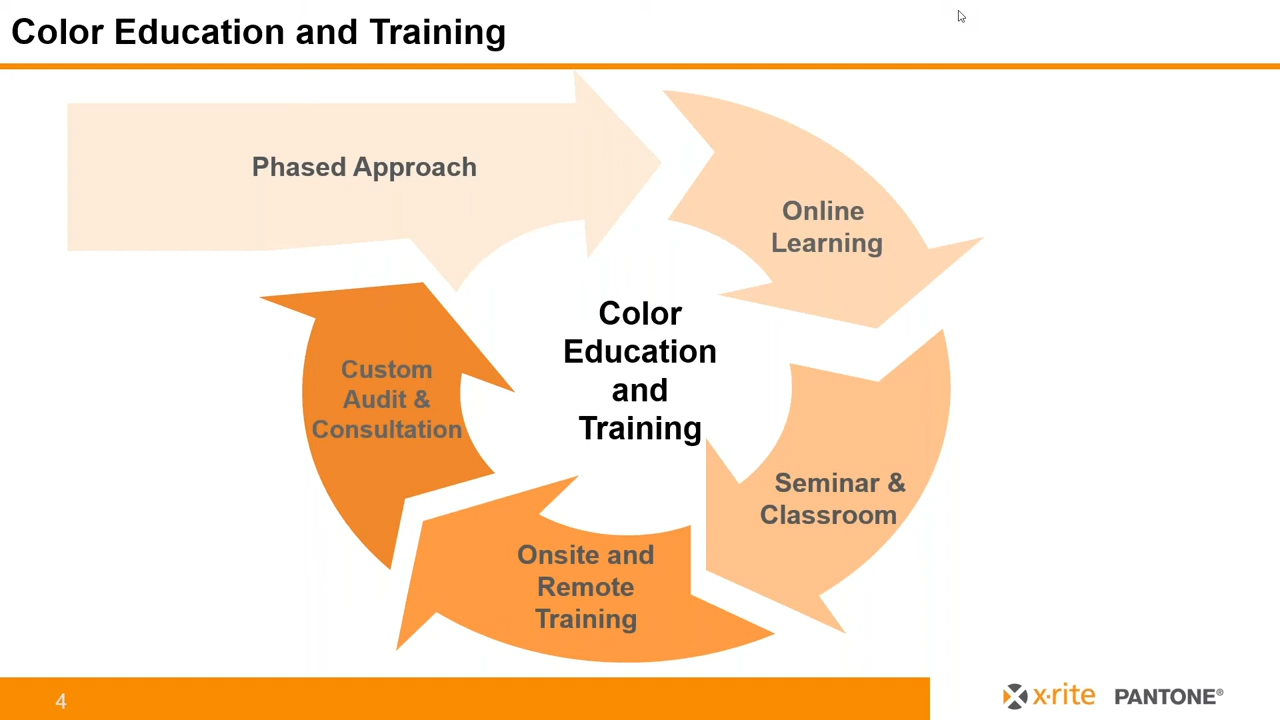 Color Education and Training
Phased Approach
Online
Learning
Color
Education
and
Training
Custom
Audit &
Consultation
Seminar &
Classroom
Onsite and
Remote
Training
4
x·rite PANTONE®